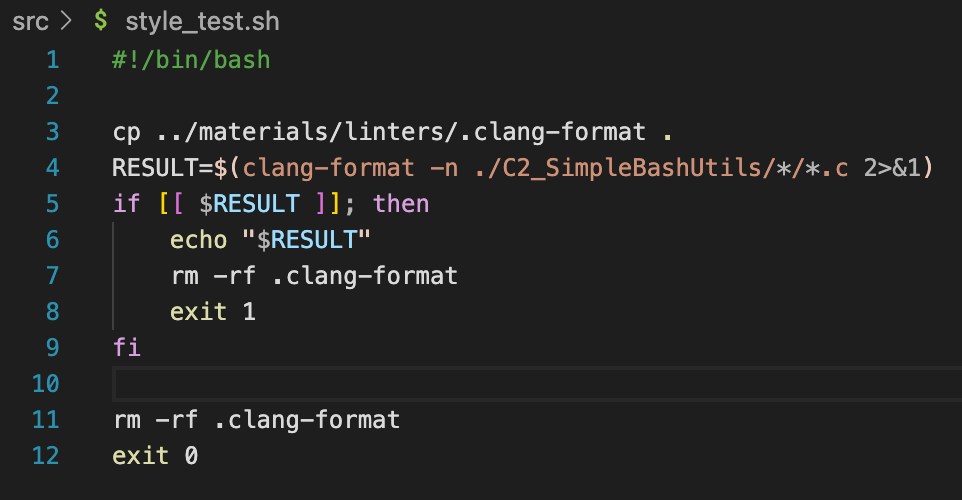 src > $ style_test.sh
1 #!/bin/bash
2
3 cp ../materials/linters/.clang-format .
4 RESULT=$(clang-format -n ./C2_SimpleBashUtils/*/*.c 2>&1)
5 if [[ $RESULT ]]; then
6     echo "$RESULT"
7     rm -rf .clang-format
8     exit 1
9 fi
10
11 rm -rf .clang-format
12 exit 0